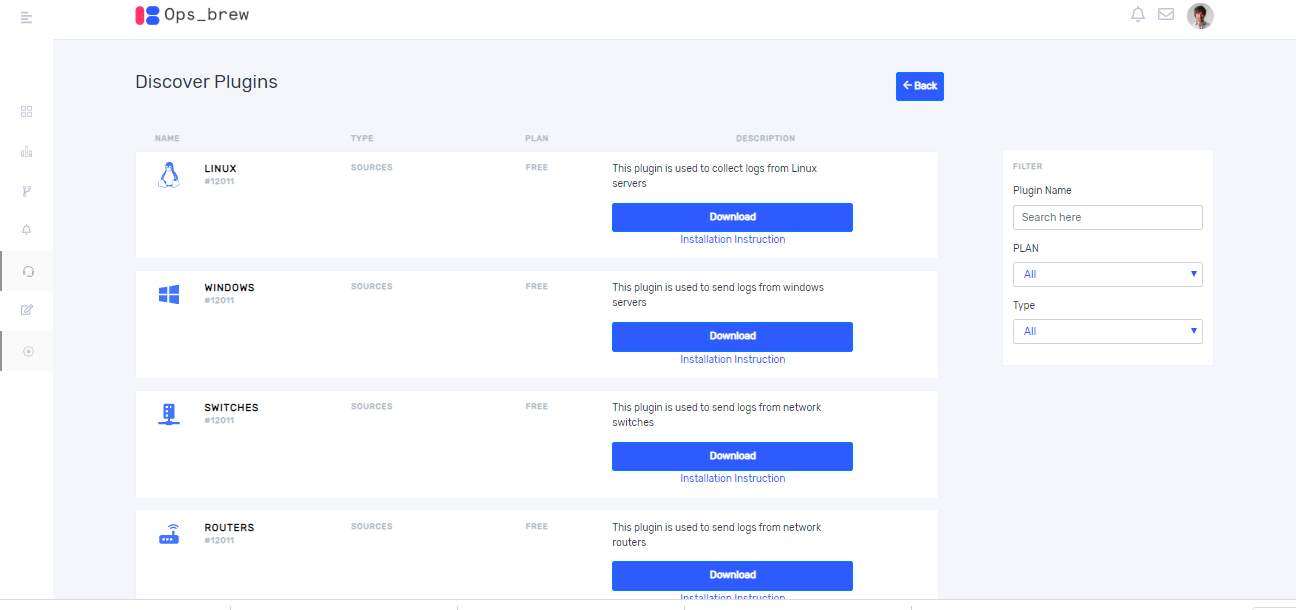 Ops_brew
Discover Plugins
← Back
NAME TYPE PLAN DESCRIPTION
LINUX SOURCES FREE This plugin is used to collect logs from Linux
#12011 servers
Download
Installation Instruction
WINDOWS SOURCES FREE This plugin is used to send logs from windows
#12011 servers
Download
Installation Instruction
SWITCHES SOURCES FREE This plugin is used to send logs from network
#12011 switches
Download
Installation Instruction
ROUTERS SOURCES FREE This plugin is used to send logs from network
#12011 routers
Download
Installation Instruction
FILTER
Plugin Name
Search here
PLAN
All
Type
All